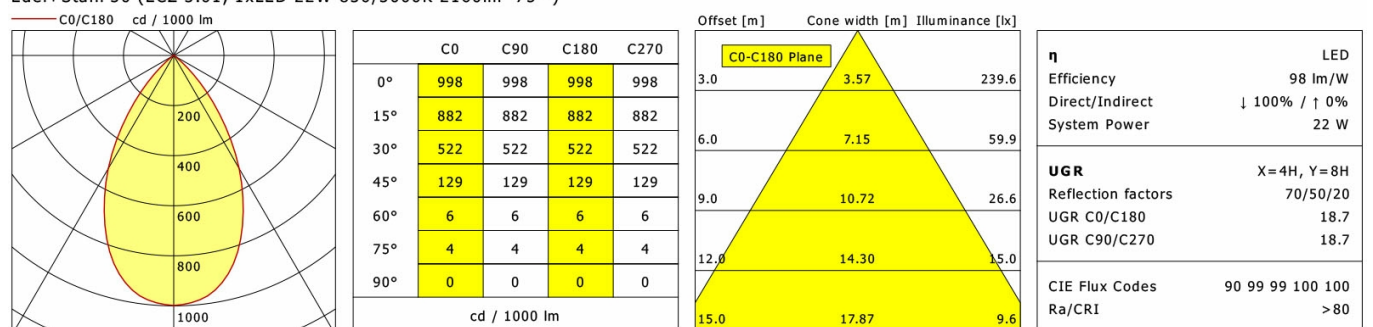 C0/C180 cd / 1000 lm
200
400
600
800
1000
C0 C90 C180 C270
0° 998 998 998 998
15° 882 882 882 882
30° 522 522 522 522
45° 129 129 129 129
60° 6 6 6 6
75° 4 4 4 4
90° 0 0 0 0
cd / 1000 lm
Offset [m] Cone width [m] Illuminance [lx]
C0-C180 Plane
3.0 3.57 239.6
6.0 7.15 59.9
9.0 10.72 26.6
12.0 14.30 15.0
15.0 17.87 9.6
η LED
Efficiency 98 lm/W
Direct/Indirect ↓ 100% / ↑ 0%
System Power 22 W
UGR X=4H, Y=8H
Reflection factors 70/50/20
UGR C0/C180 18.7
UGR C90/C270 18.7
CIE Flux Codes 90 99 99 100 100
Ra/CRI >80